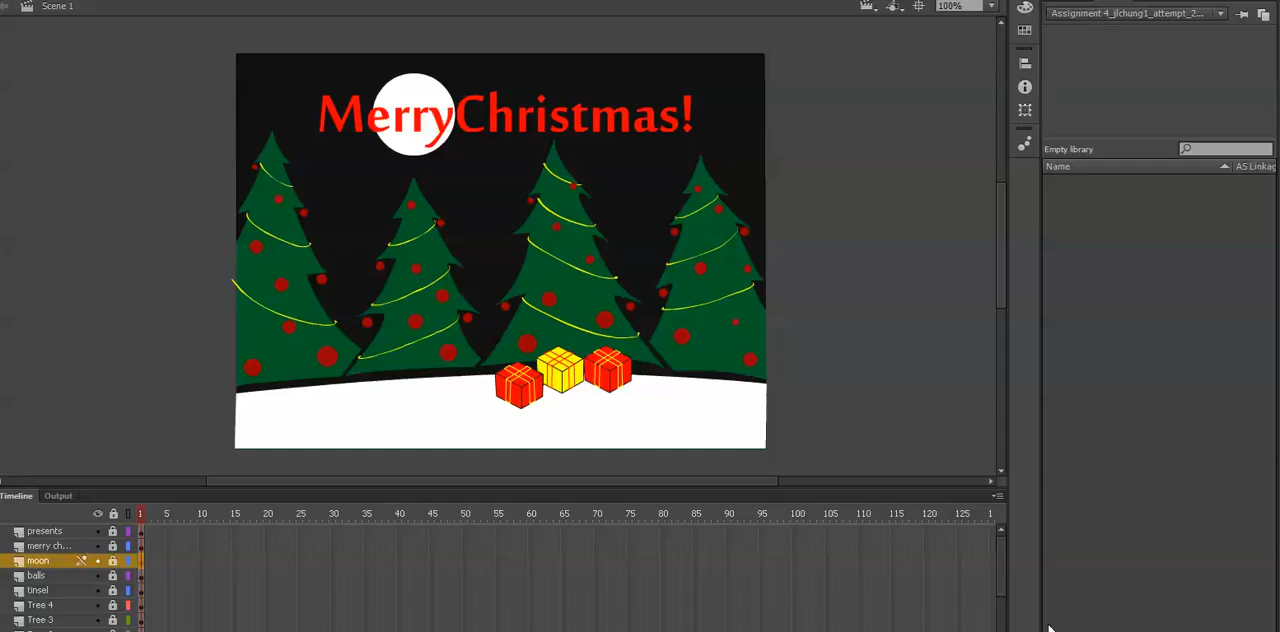 Scene 1
100%
Assignment 4_jlchung1_attempt_2...
MerryChristmas!
Empty library
Name
AS Linkag
Timeline
Output
1 5 10 15 20 25 30 35 40 45 50 55 60 65 70 75 80 85 90 95 100 105 110 115 120 125 1
presents
merry ch...
moon
balls
tinsel
Tree 4
Tree 3